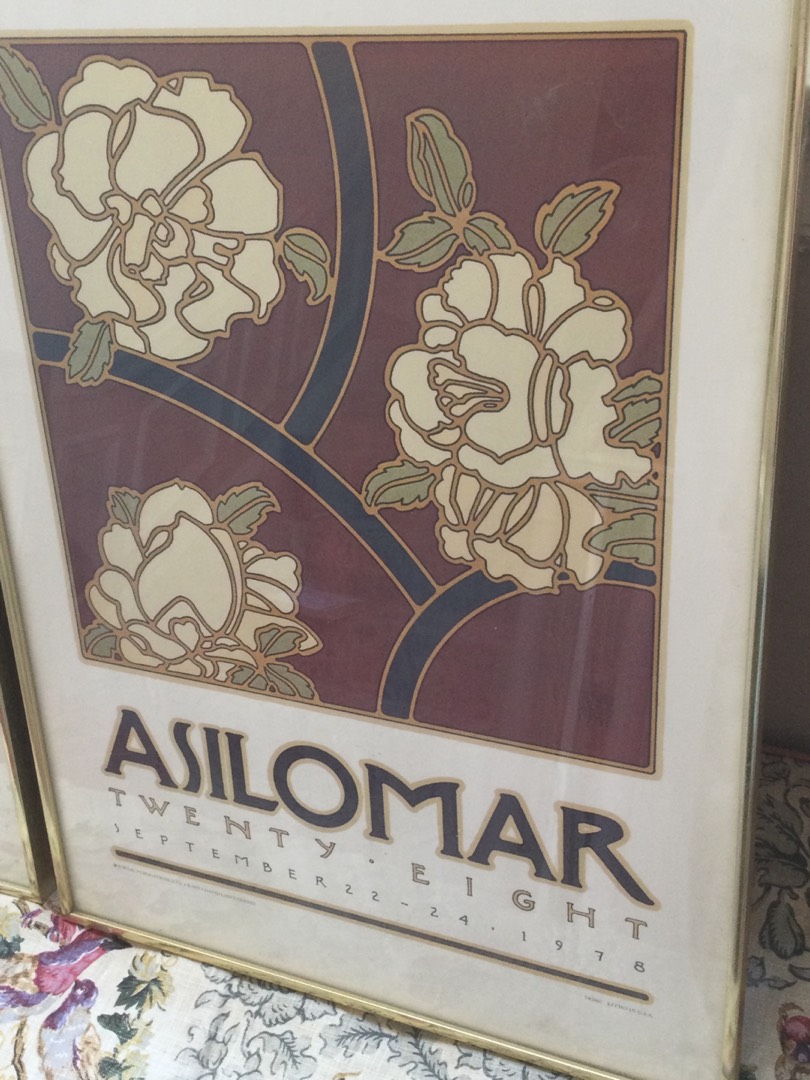 ASILOMAR
TWENTY · EIGHT
SEPTEMBER 22 - 24 , 1978